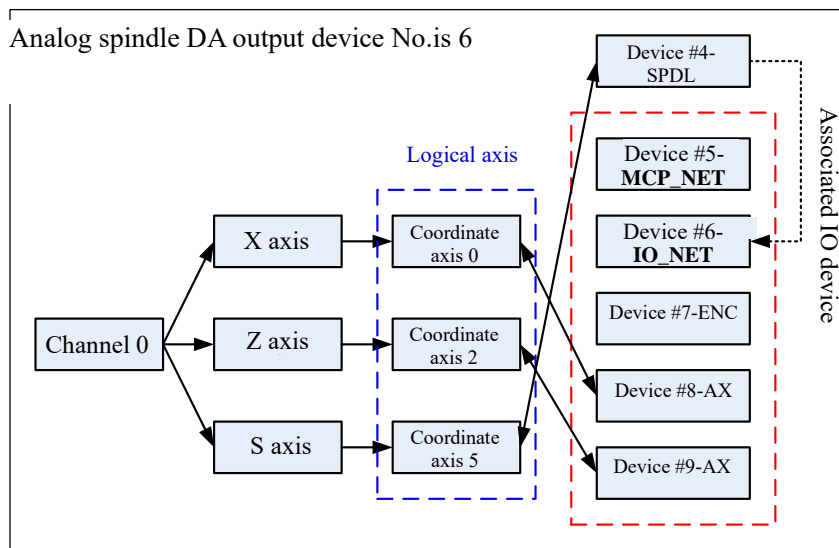 Analog spindle DA output device No.is 6
Device #4-
SPDL
Logical axis
Device #5-
MCP_NET
Associated IO device
X axis
Coordinate
axis 0
Device #6-
IO_NET
Channel 0
Z axis
Coordinate
axis 2
Device #7-ENC
Device #8-AX
S axis
Coordinate
axis 5
Device #9-AX